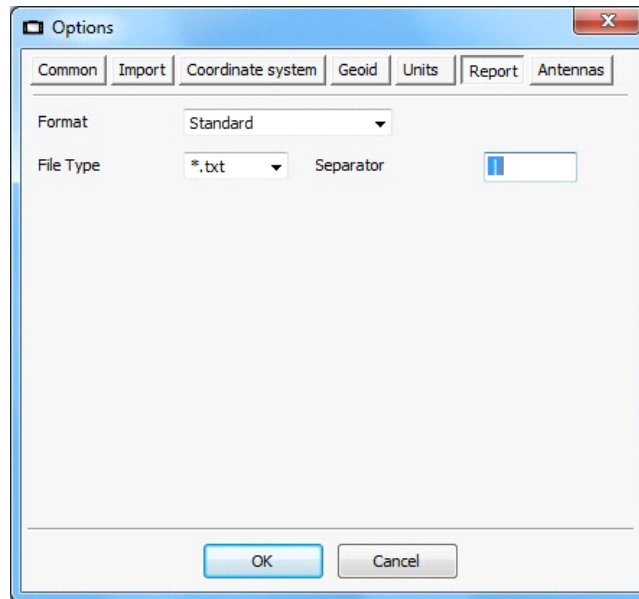 Options
Common Import Coordinate system Geoid Units Report Antennas
Format Standard
File Type *.txt Separator |
OK Cancel